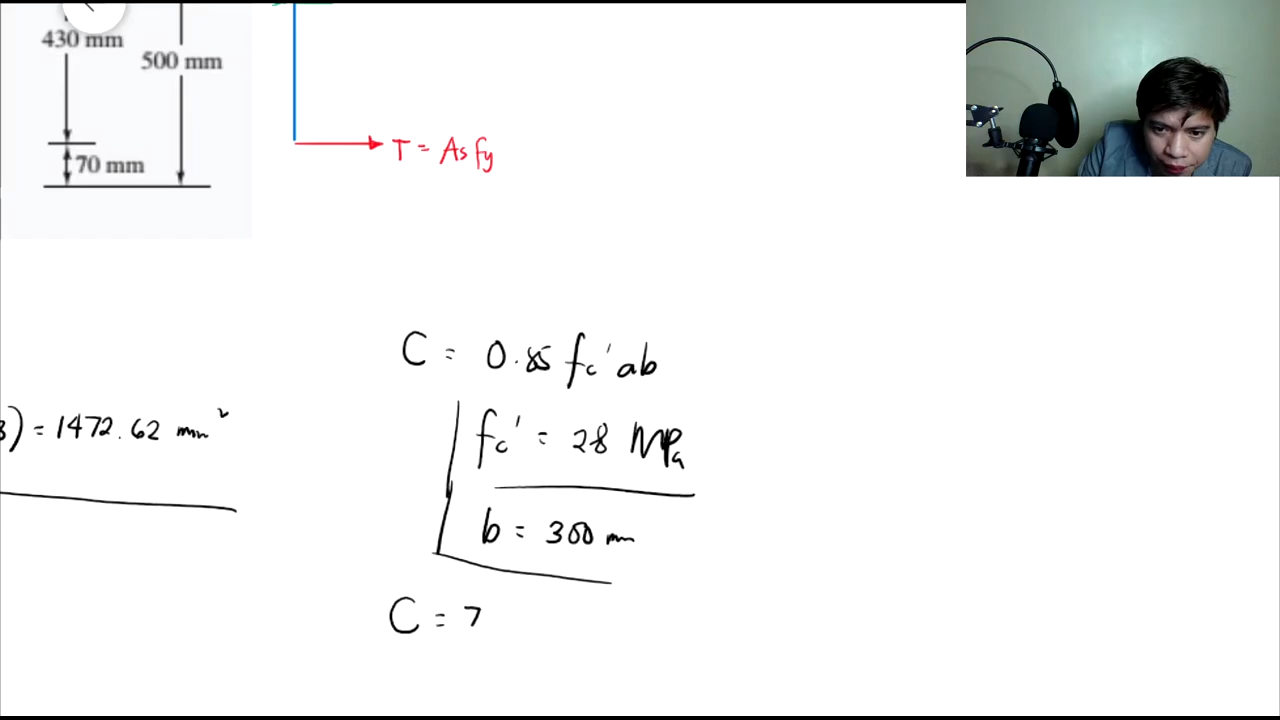 430 mm
500 mm
70 mm
T = As fy
C = 0.85 fc' ab
3) = 1472.62 mm²
fc' = 28 MPa
b = 300 mm
C = 7